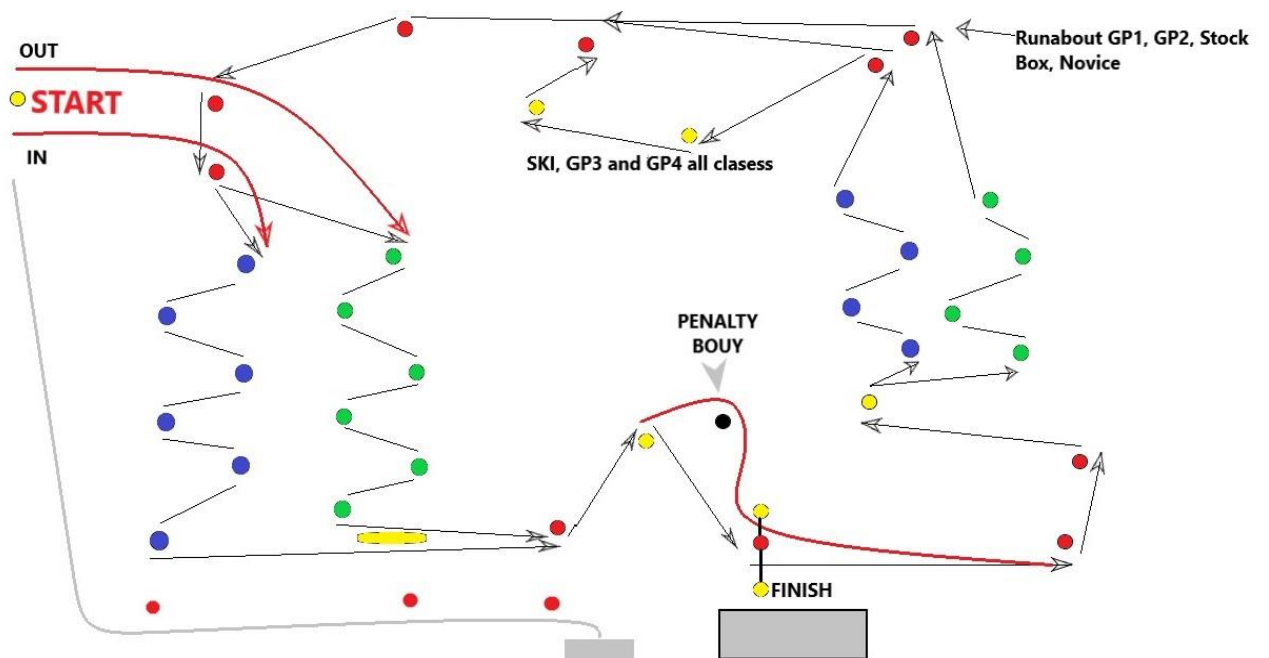 OUT
START
IN
Runabout GP1, GP2, Stock
Box, Novice
SKI, GP3 and GP4 all clasess
PENALTY
BOUY
FINISH